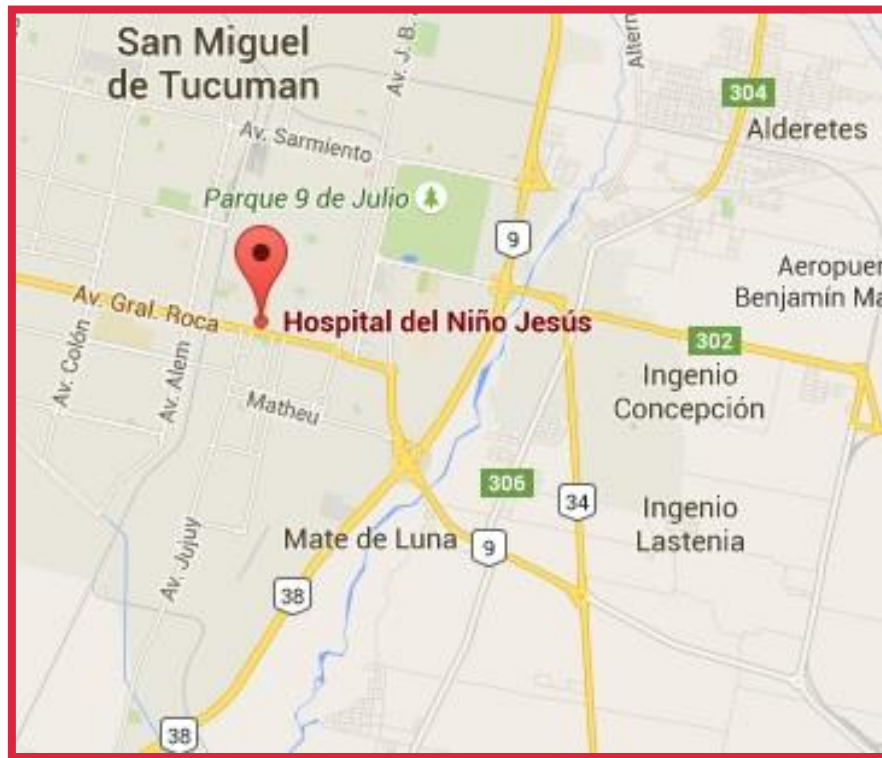 San Miguel
de Tucuman
Av. J. B.
Altern
304
Alderetes
Av. Sarmiento
Parque 9 de Julio
9
Aeropuer
Benjamín Ma
Av. Gral. Roca
Hospital del Niño Jesús
302
Av. Colón
Av. Alem
Matheu
Ingenio
Concepción
306
34
Ingenio
Lastenia
Av. Jujuy
Mate de Luna
9
38
38